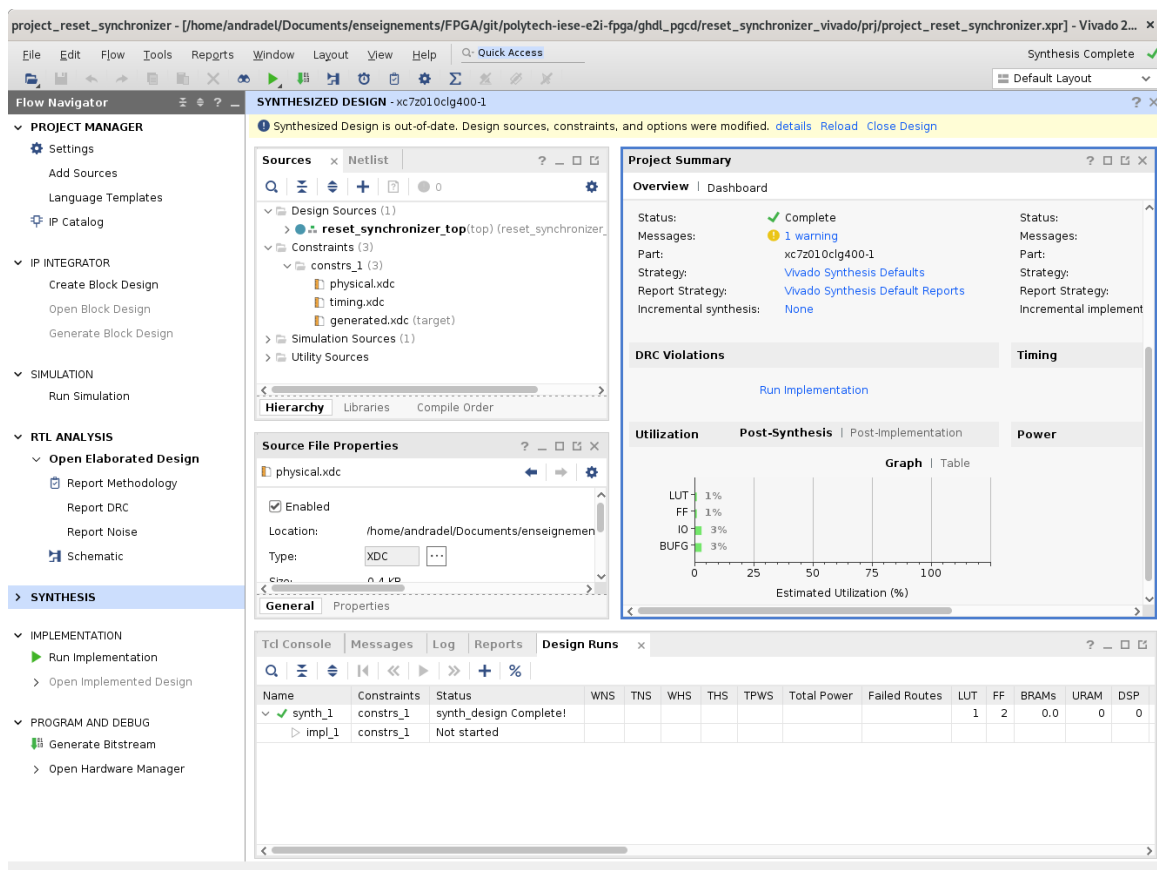 project_reset_synchronizer - [/home/andradel/Documents/enseignements/FPGA/git/polytech-iese-e2i-fpga/ghdl_pgcd/reset_synchronizer_vivado/prj/project_reset_synchronizer.xpr] - Vivado 2...
File Edit Flow Tools Reports Window Layout View Help Quick Access Synthesis Complete
Default Layout
Flow Navigator
PROJECT MANAGER
Settings
Add Sources
Language Templates
IP Catalog
IP INTEGRATOR
Create Block Design
Open Block Design
Generate Block Design
SIMULATION
Run Simulation
RTL ANALYSIS
Open Elaborated Design
Report Methodology
Report DRC
Report Noise
Schematic
SYNTHESIS
IMPLEMENTATION
Run Implementation
Open Implemented Design
PROGRAM AND DEBUG
Generate Bitstream
Open Hardware Manager
SYNTHESIZED DESIGN - xc7z010clg400-1
Synthesized Design is out-of-date. Design sources, constraints, and options were modified. details Reload Close Design
Sources Netlist
0
Design Sources (1)
reset_synchronizer_top(top) (reset_synchronizer_
Constraints (3)
constrs_1 (3)
physical.xdc
timing.xdc
generated.xdc (target)
Simulation Sources (1)
Utility Sources
Hierarchy Libraries Compile Order
Source File Properties
physical.xdc
Enabled
Location: /home/andradel/Documents/enseignemen
Type: XDC
Size: 0.4 KB
General Properties
Project Summary
Overview | Dashboard
Status: Complete Status:
Messages: 1 warning Messages:
Part: xc7z010clg400-1 Part:
Strategy: Vivado Synthesis Defaults Strategy:
Report Strategy: Vivado Synthesis Default Reports Report Strategy:
Incremental synthesis: None Incremental implement
DRC Violations Timing
Run Implementation
Utilization Post-Synthesis | Post-Implementation Power
Graph | Table
LUT 1%
FF 1%
IO 3%
BUFG 3%
0 25 50 75 100
Estimated Utilization (%)
Tcl Console Messages Log Reports Design Runs
Name Constraints Status WNS TNS WHS THS TPWS Total Power Failed Routes LUT FF BRAMs URAM DSP
synth_1 constrs_1 synth_design Complete! 1 2 0.0 0 0
impl_1 constrs_1 Not started